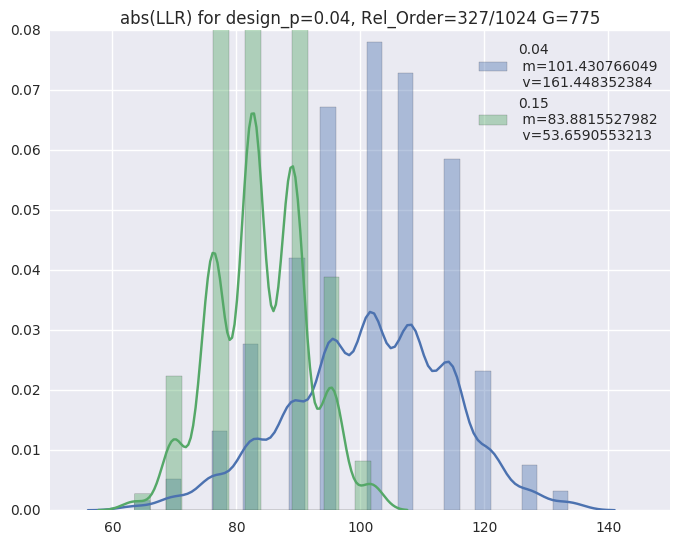 abs(LLR) for design_p=0.04, Rel_Order=327/1024 G=775
0.08
0.07
0.06
0.05
0.04
0.03
0.02
0.01
0.00
0.04
m=101.430766049
v=161.448352384
0.15
m=83.8815527982
v=53.6590553213
60 80 100 120 140